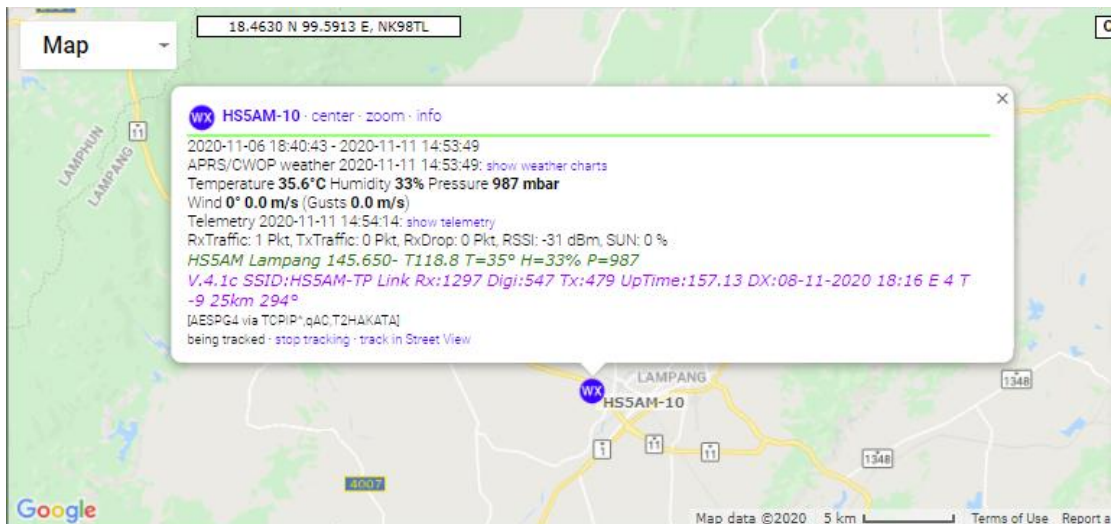 18.4630 N 99.5913 E, NK98TL
Map
WX HS5AM-10 · center · zoom · info
2020-11-06 18:40:43 - 2020-11-11 14:53:49
APRS/CWOP weather 2020-11-11 14:53:49: show weather charts
Temperature 35.6°C Humidity 33% Pressure 987 mbar
Wind 0° 0.0 m/s (Gusts 0.0 m/s)
Telemetry 2020-11-11 14:54:14: show telemetry
RxTraffic: 1 Pkt, TxTraffic: 0 Pkt, RxDrop: 0 Pkt, RSSI: -31 dBm, SUN: 0 %
HS5AM Lampang 145.650- T118.8 T=35° H=33% P=987
V.4.1c SSID:HS5AM-TP Link Rx:1297 Digi:547 Tx:479 UpTime:157.13 DX:08-11-2020 18:16 E 4 T
-9 25km 294°
[AESPG4 via TCPIP*,qAC,T2HAKATA]
being tracked · stop tracking · track in Street View
11
LAMPHUN
LAMPANG
LAMPANG
WX
HS5AM-10
1348
1
11
11
1348
4007
Google
Map data ©2020 5 km Terms of Use Report a